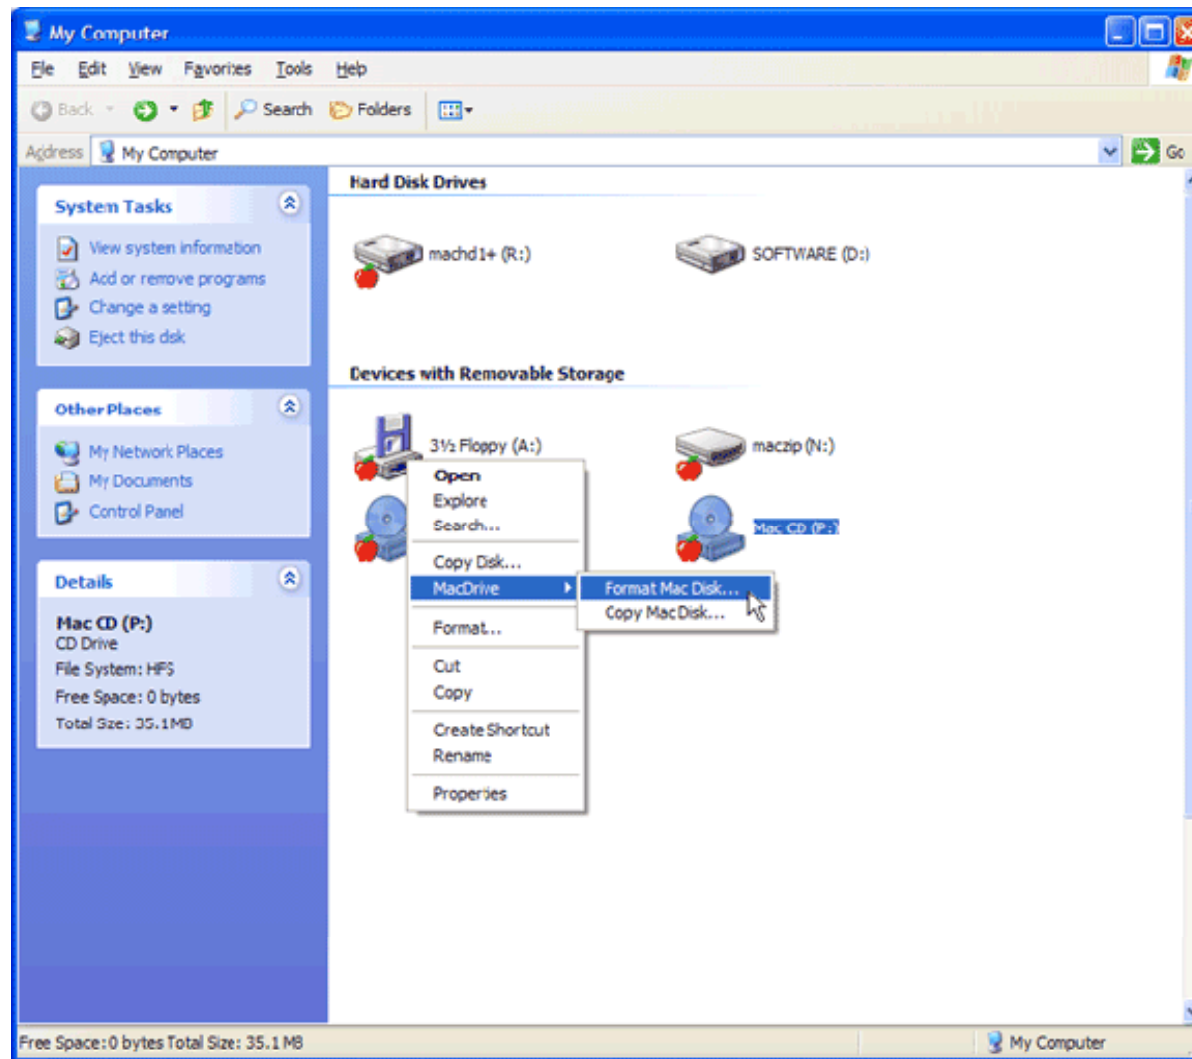 My Computer
File Edit View Favorites Tools Help
Back Search Folders
Address My Computer Go
System Tasks
View system information
Add or remove programs
Change a setting
Eject this disk
Other Places
My Network Places
My Documents
Control Panel
Details
Mac CD (P:)
CD Drive
File System: HFS
Free Space: 0 bytes
Total Size: 35.1MB
Hard Disk Drives
machd1+ (R:)
SOFTWARE (D:)
Devices with Removable Storage
3½ Floppy (A:)
maczip (N:)
Mac CD (P:)
Open
Explore
Search...
Copy Disk...
MacDrive
Format...
Cut
Copy
Create Shortcut
Rename
Properties
Format Mac Disk...
Copy Mac Disk...
Free Space: 0 bytes Total Size: 35.1 MB
My Computer